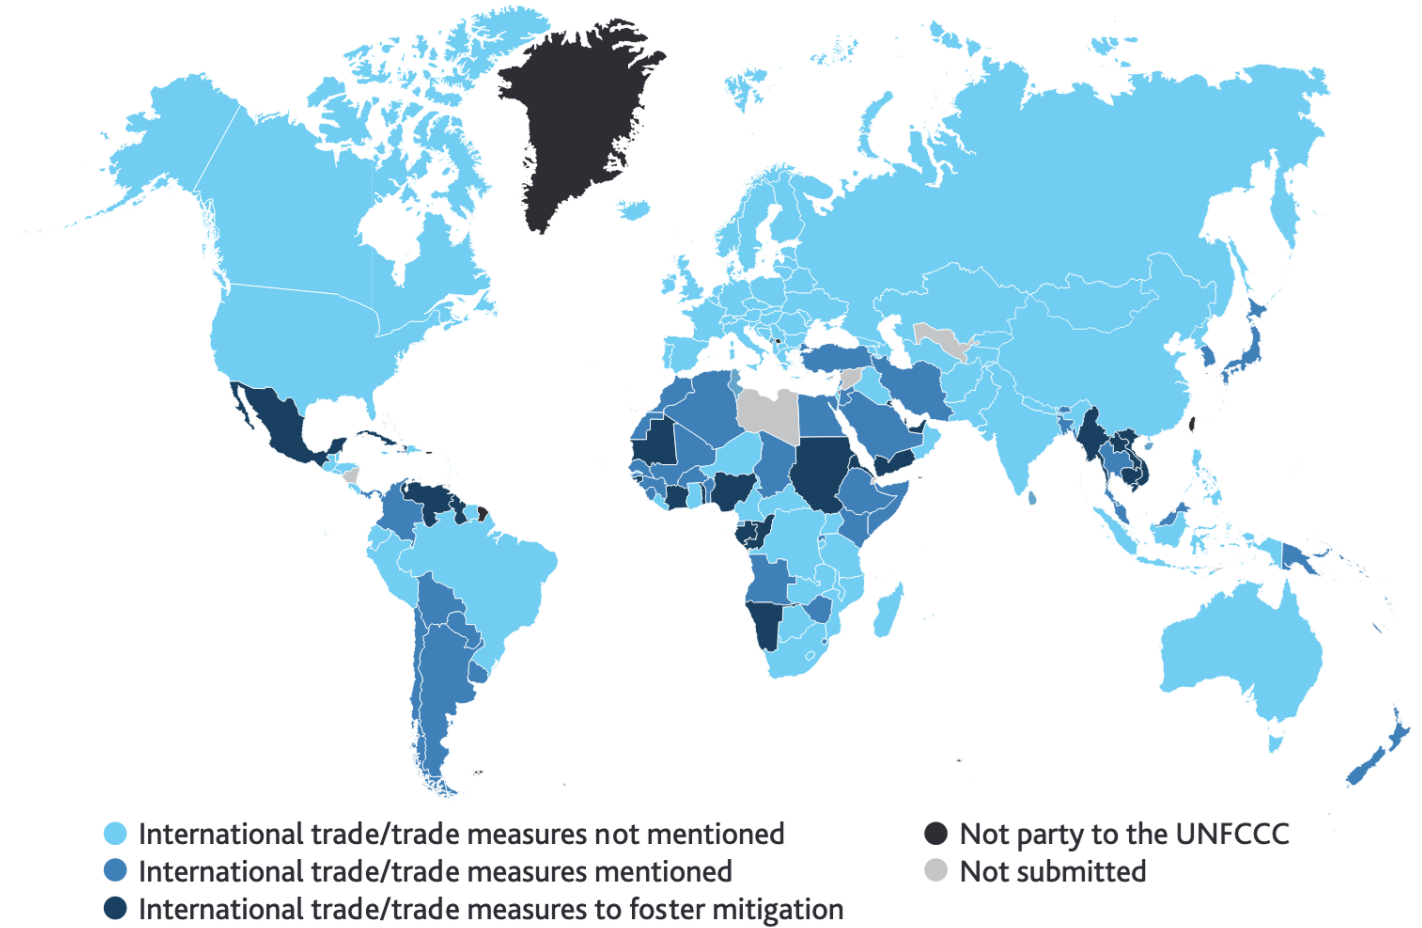 International trade/trade measures not mentioned
International trade/trade measures mentioned
International trade/trade measures to foster mitigation
Not party to the UNFCCC
Not submitted